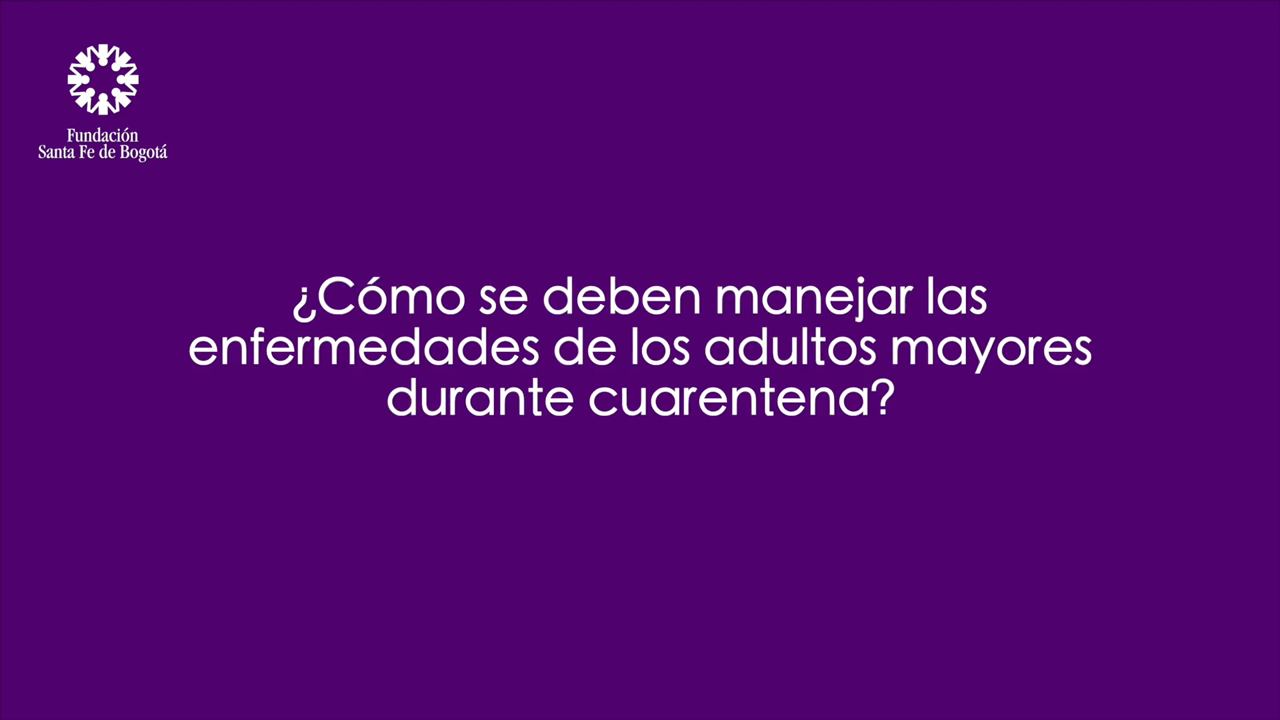 Fundación
Santa Fe de Bogotá
¿Cómo se deben manejar las
enfermedades de los adultos mayores
durante cuarentena?